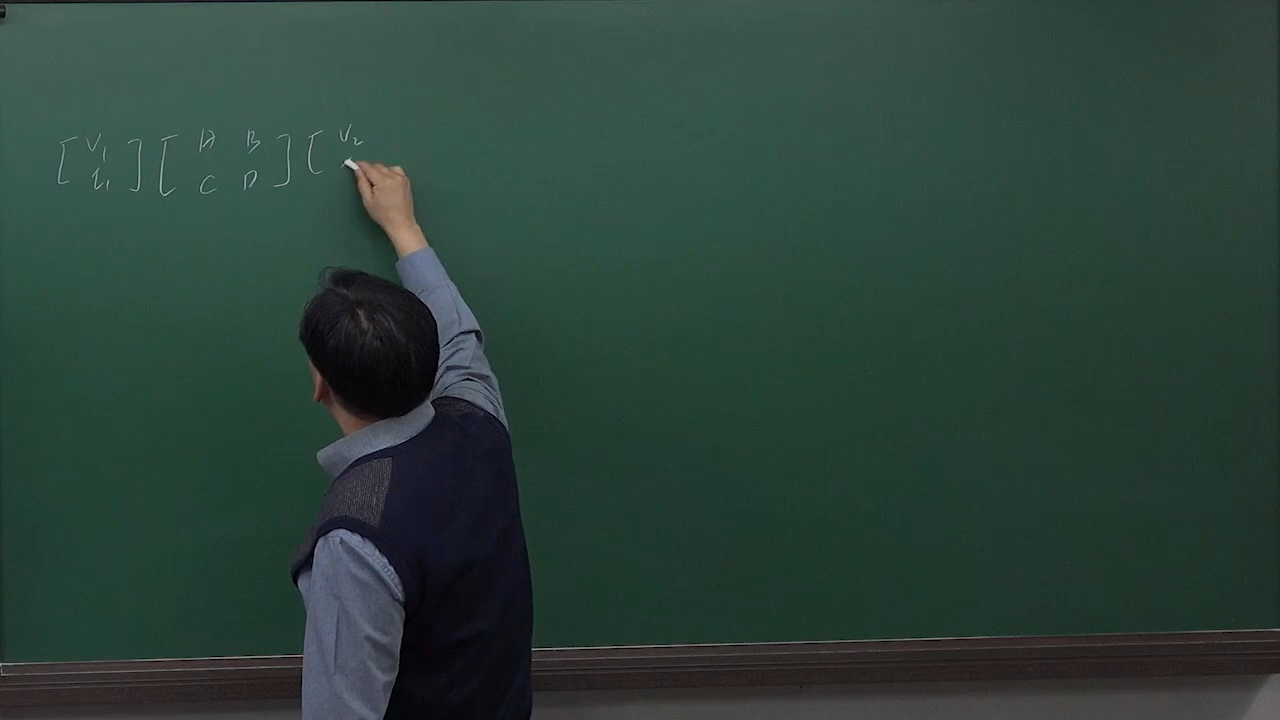 [ V₁ ] [ A B ] [ V₂
[ i₁ ] [ C D ] [